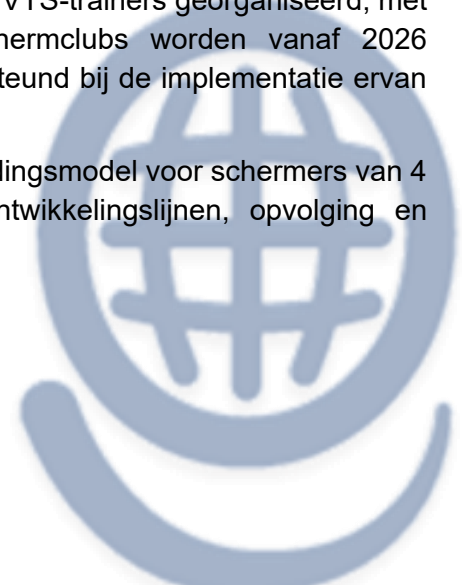 VTS-trainers georganiseerd, met
hermclubs worden vanaf 2026
teund bij de implementatie ervan
lingsmodel voor schermers van 4
ntwikkelingslijnen, opvolging en